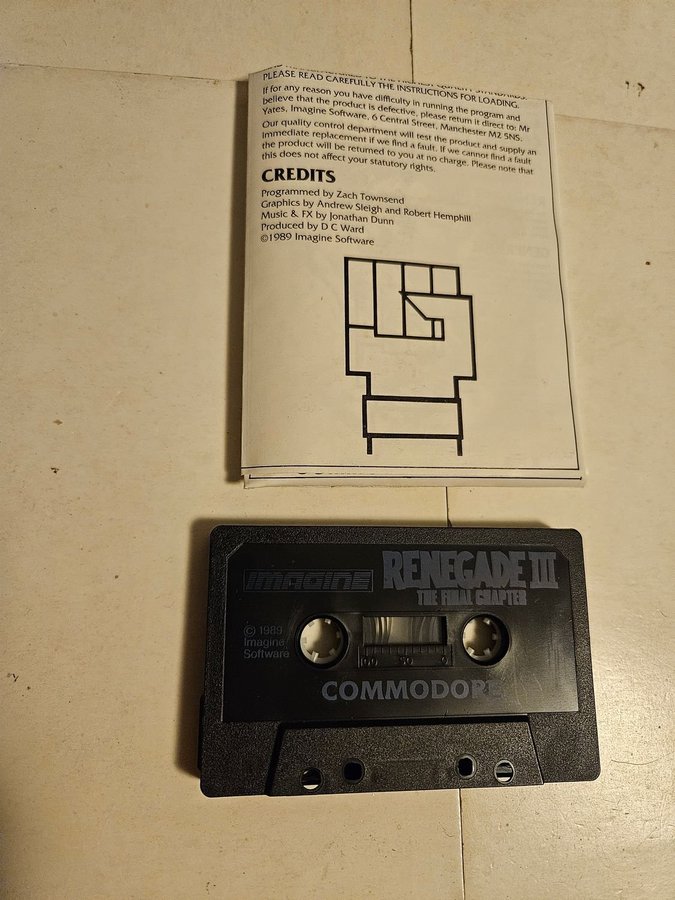 HIGHEST QUALITY STANDARDS.
PLEASE READ CAREFULLY THE INSTRUCTIONS FOR LOADING.
If for any reason you have difficulty in running the program and
believe that the product is defective, please return it direct to: Mr
Yates, Imagine Software, 6 Central Street, Manchester M2 5NS.
Our quality control department will test the product and supply an
immediate replacement if we find a fault. If we cannot find a fault
the product will be returned to you at no charge. Please note that
this does not affect your statutory rights.
CREDITS
Programmed by Zach Townsend
Graphics by Andrew Sleigh and Robert Hemphill
Music & FX by Jonathan Dunn
Produced by D C Ward
©1989 Imagine Software
IMAGINE
RENEGADE III
THE FINAL CHAPTER
© 1989
Imagine
Software
100 50 0
COMMODORE